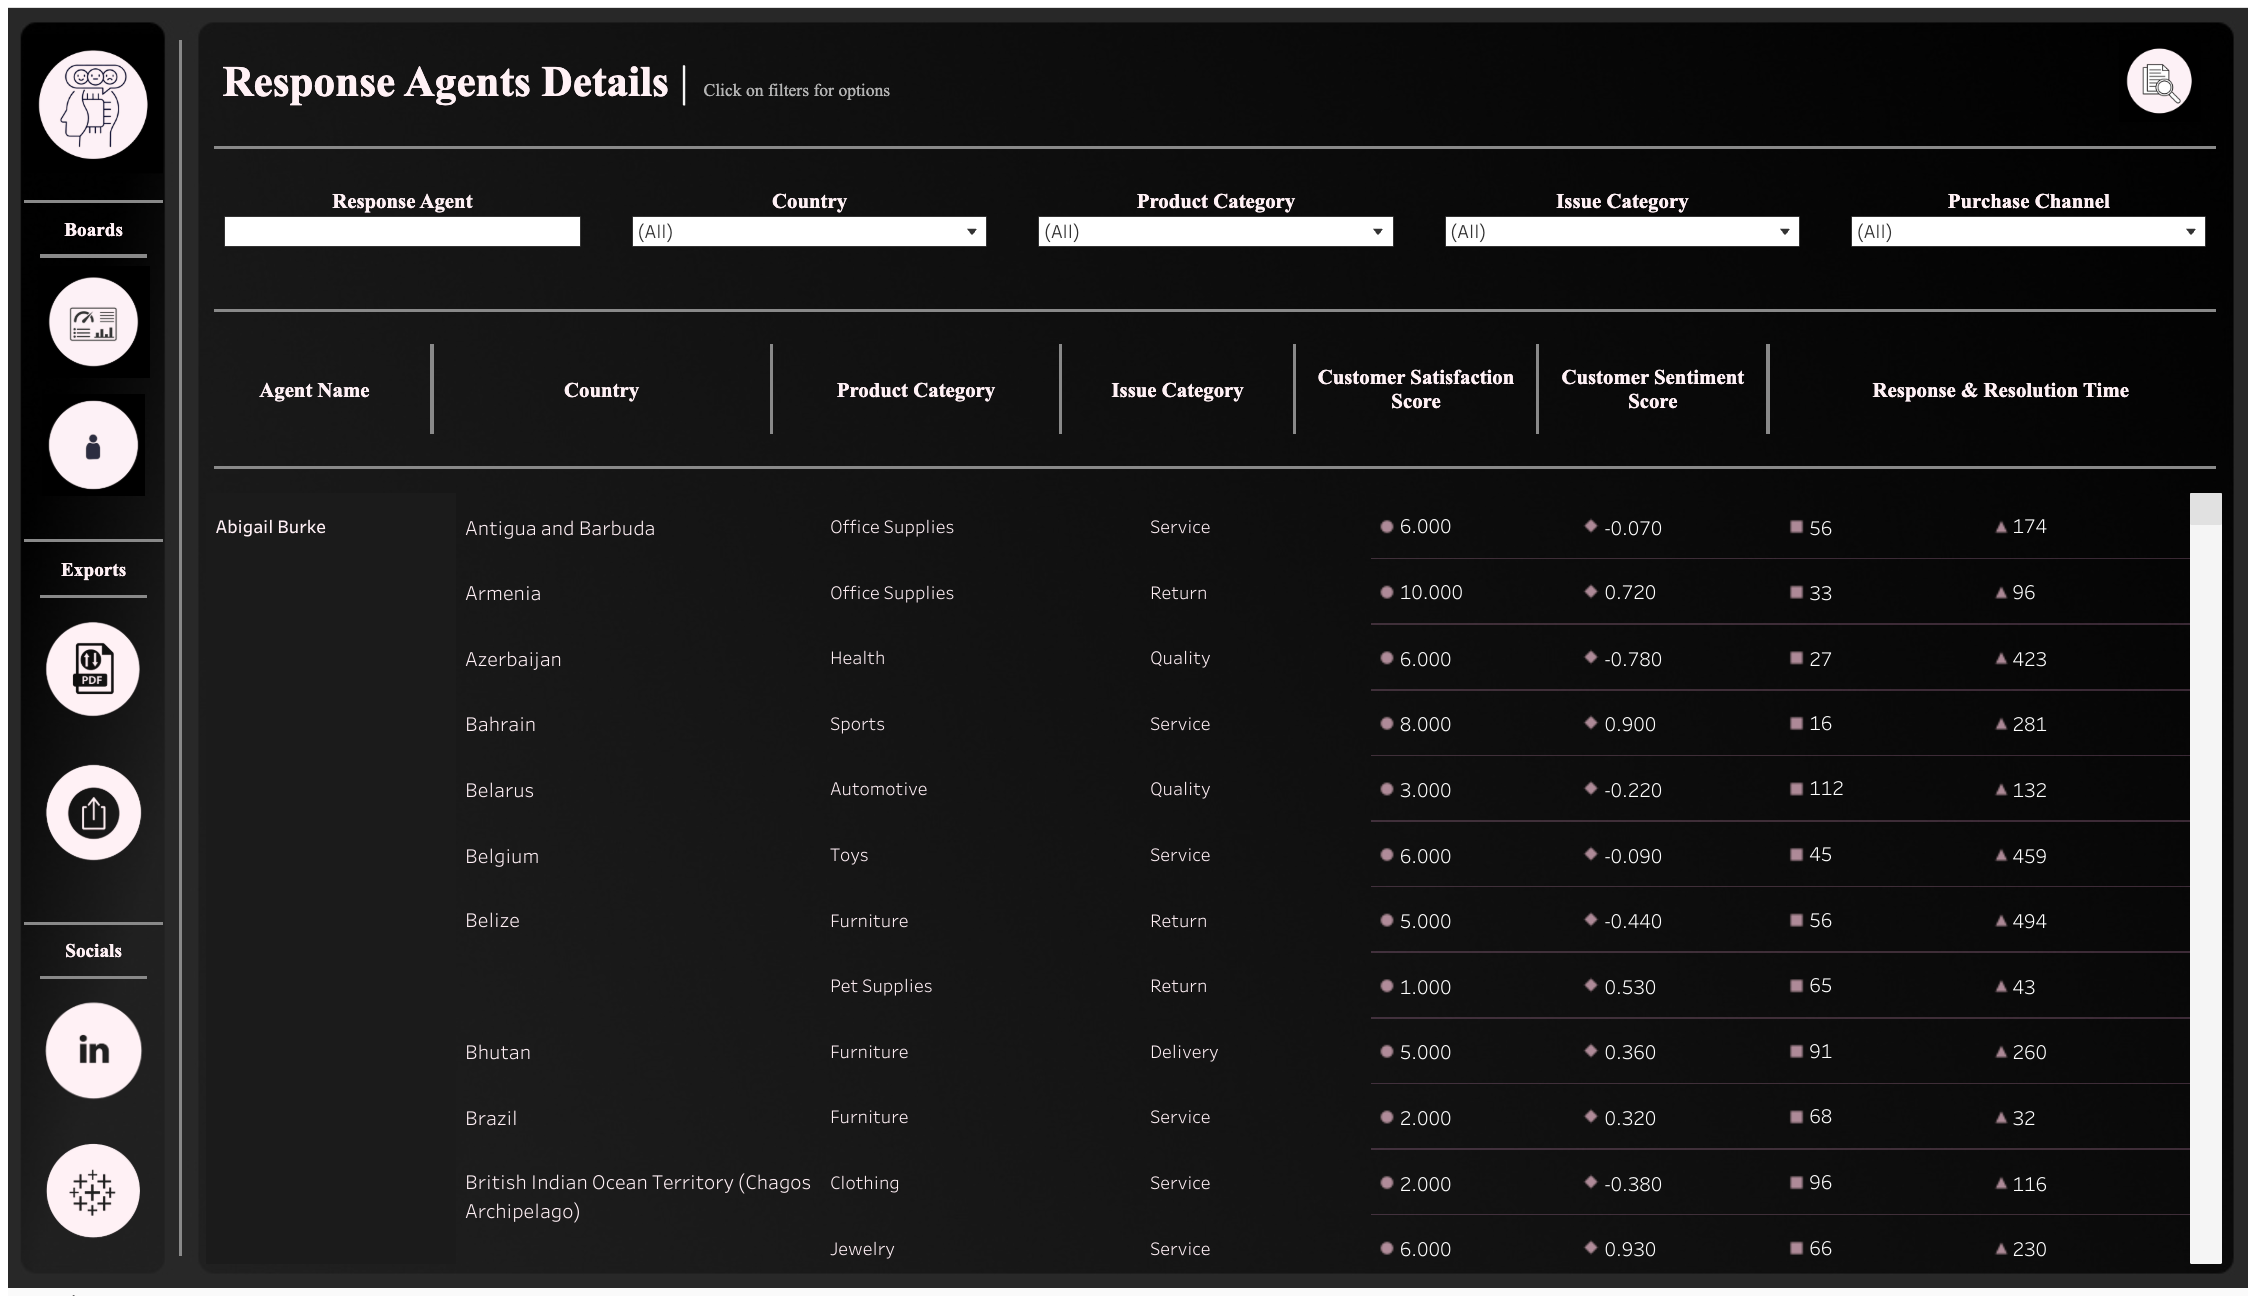 Response Agents Details | Click on filters for options
Boards
Exports
PDF
Socials
in
Response Agent Country Product Category Issue Category Purchase Channel
(All) (All) (All) (All)
Agent Name Country Product Category Issue Category Customer Satisfaction Score Customer Sentiment Score Response & Resolution Time
Abigail Burke Antigua and Barbuda Office Supplies Service 6.000 -0.070 56 174
Armenia Office Supplies Return 10.000 0.720 33 96
Azerbaijan Health Quality 6.000 -0.780 27 423
Bahrain Sports Service 8.000 0.900 16 281
Belarus Automotive Quality 3.000 -0.220 112 132
Belgium Toys Service 6.000 -0.090 45 459
Belize Furniture Return 5.000 -0.440 56 494
Pet Supplies Return 1.000 0.530 65 43
Bhutan Furniture Delivery 5.000 0.360 91 260
Brazil Furniture Service 2.000 0.320 68 32
British Indian Ocean Territory (Chagos Clothing Service 2.000 -0.380 96 116
Archipelago)
Jewelry Service 6.000 0.930 66 230